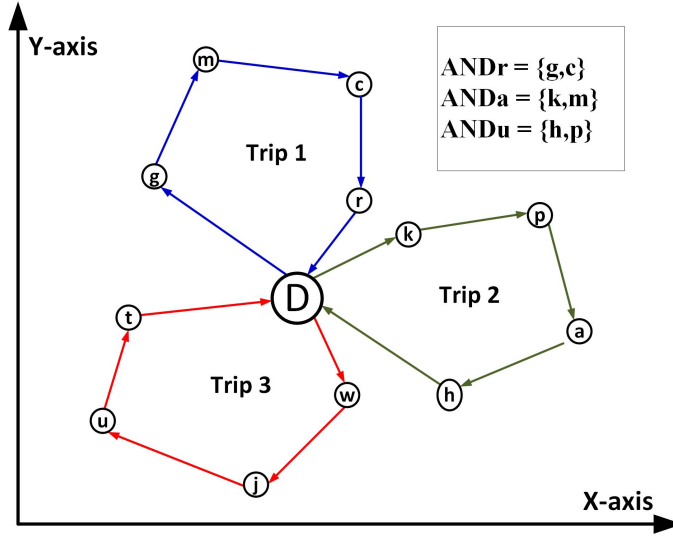 Y-axis
m
c
ANDr = {g,c}
ANDa = {k,m}
ANDu = {h,p}
Trip 1
g
r
k
p
D
Trip 2
t
a
Trip 3
w
h
u
j
X-axis